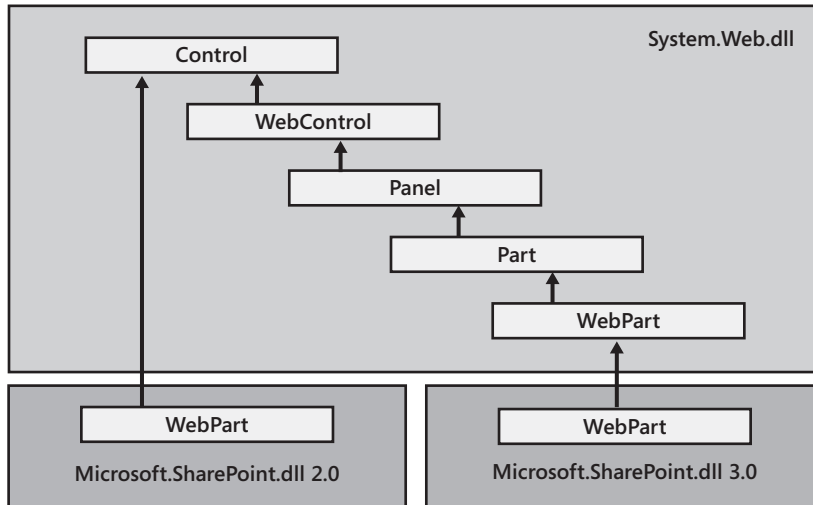 System.Web.dll
Control
WebControl
Panel
Part
WebPart
WebPart
Microsoft.SharePoint.dll 2.0
WebPart
Microsoft.SharePoint.dll 3.0